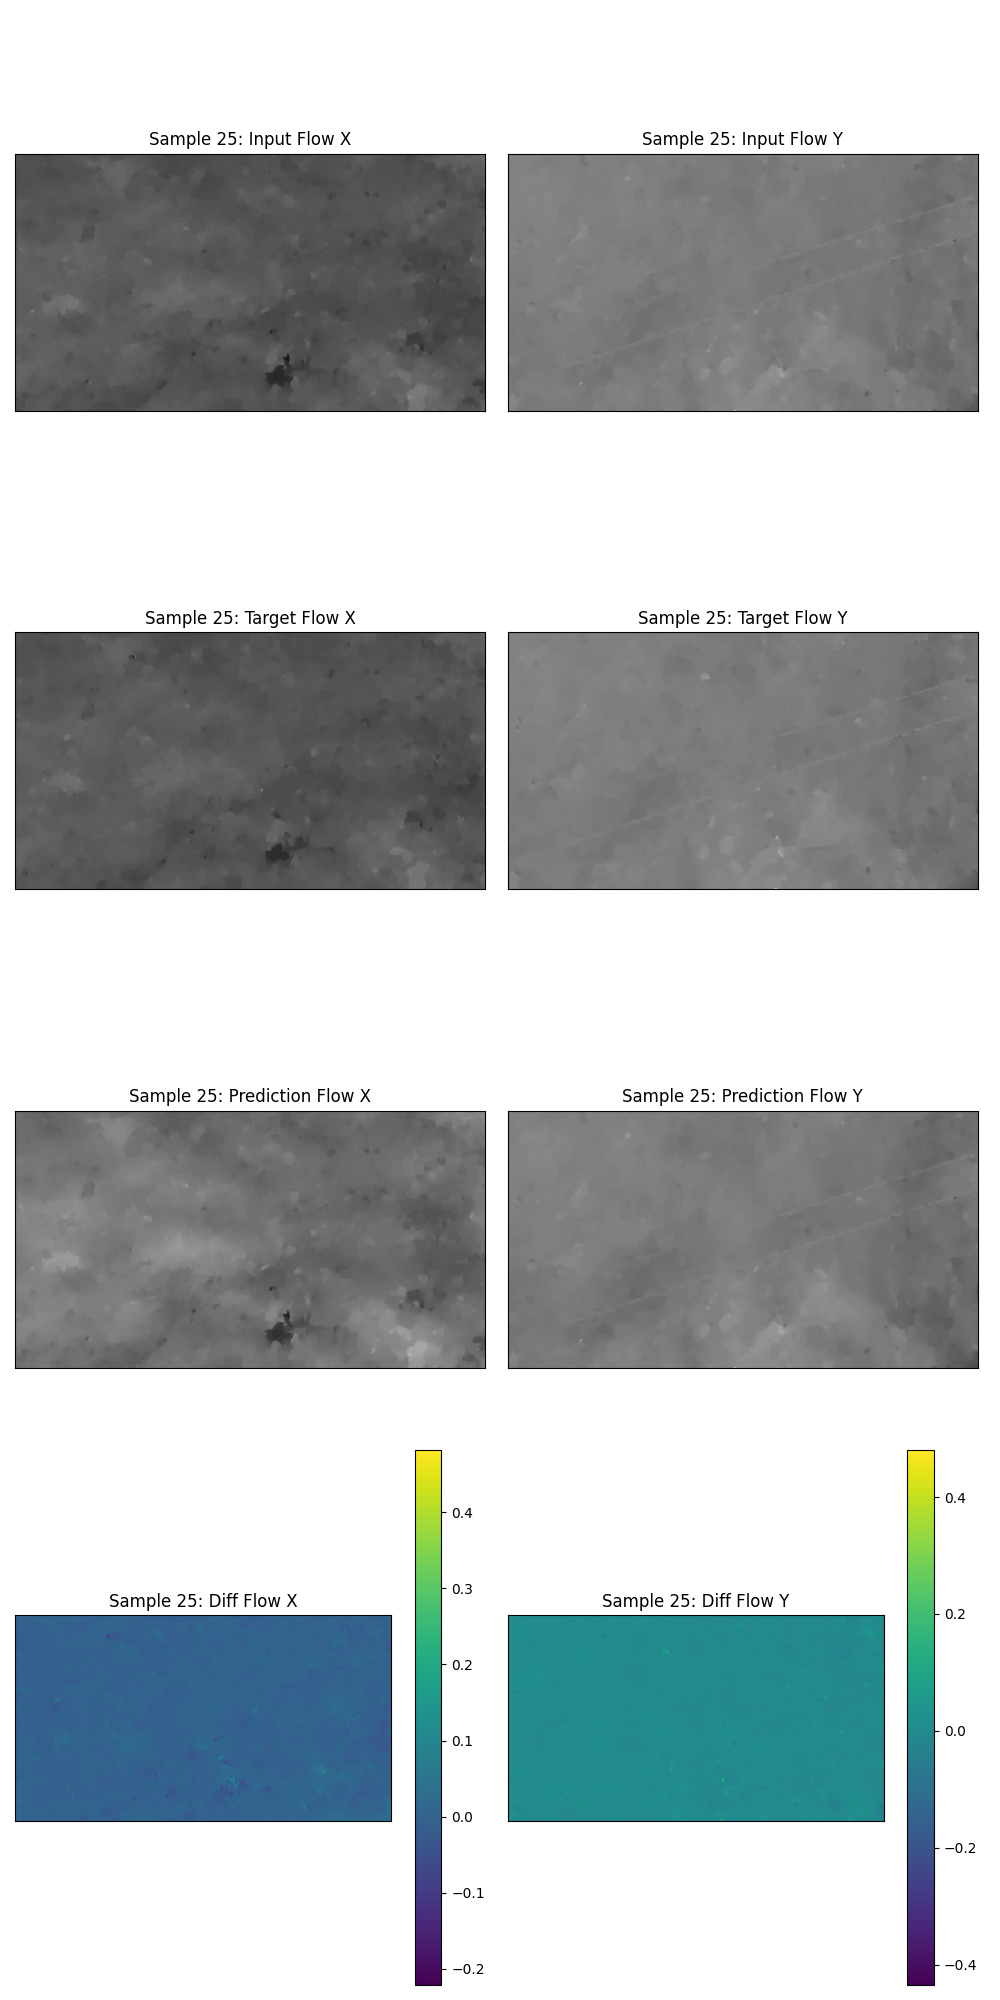 Sample 25: Input Flow X
Sample 25: Input Flow Y
Sample 25: Target Flow X
Sample 25: Target Flow Y
Sample 25: Prediction Flow X
Sample 25: Prediction Flow Y
Sample 25: Diff Flow X
0.4
0.3
0.2
0.1
0.0
−0.1
−0.2
Sample 25: Diff Flow Y
0.4
0.2
0.0
−0.2
−0.4